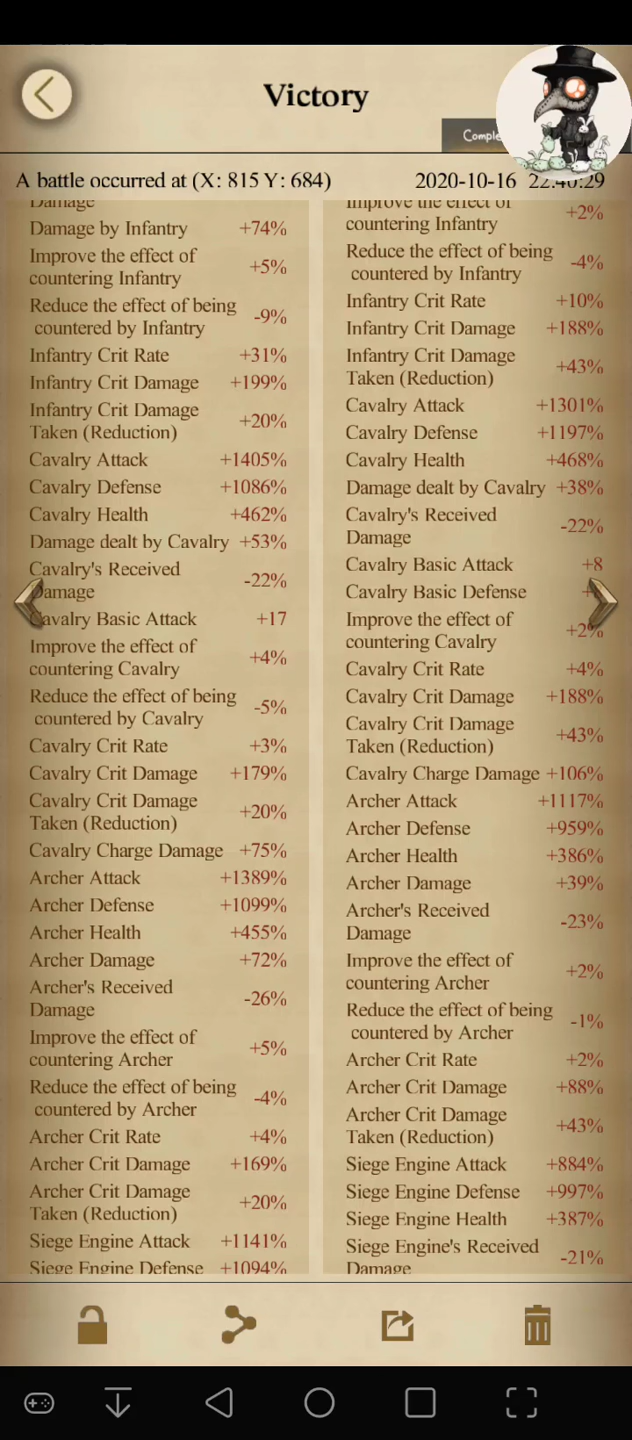 Victory
Comple
A battle occurred at (X: 815 Y: 684) 2020-10-16 22:40:29
Damage
Damage by Infantry +74%
Improve the effect of
countering Infantry +5%
Reduce the effect of being
countered by Infantry -9%
Infantry Crit Rate +31%
Infantry Crit Damage +199%
Infantry Crit Damage
Taken (Reduction) +20%
Cavalry Attack +1405%
Cavalry Defense +1086%
Cavalry Health +462%
Damage dealt by Cavalry +53%
Cavalry's Received
Damage -22%
Cavalry Basic Attack +17
Improve the effect of
countering Cavalry +4%
Reduce the effect of being
countered by Cavalry -5%
Cavalry Crit Rate +3%
Cavalry Crit Damage +179%
Cavalry Crit Damage
Taken (Reduction) +20%
Cavalry Charge Damage +75%
Archer Attack +1389%
Archer Defense +1099%
Archer Health +455%
Archer Damage +72%
Archer's Received
Damage -26%
Improve the effect of
countering Archer +5%
Reduce the effect of being
countered by Archer -4%
Archer Crit Rate +4%
Archer Crit Damage +169%
Archer Crit Damage
Taken (Reduction) +20%
Siege Engine Attack +1141%
Siege Engine Defense +1094%
Improve the effect of
countering Infantry +2%
Reduce the effect of being
countered by Infantry -4%
Infantry Crit Rate +10%
Infantry Crit Damage +188%
Infantry Crit Damage
Taken (Reduction) +43%
Cavalry Attack +1301%
Cavalry Defense +1197%
Cavalry Health +468%
Damage dealt by Cavalry +38%
Cavalry's Received
Damage -22%
Cavalry Basic Attack +8
Cavalry Basic Defense
Improve the effect of
countering Cavalry +2%
Cavalry Crit Rate +4%
Cavalry Crit Damage +188%
Cavalry Crit Damage
Taken (Reduction) +43%
Cavalry Charge Damage +106%
Archer Attack +1117%
Archer Defense +959%
Archer Health +386%
Archer Damage +39%
Archer's Received
Damage -23%
Improve the effect of
countering Archer +2%
Reduce the effect of being
countered by Archer -1%
Archer Crit Rate +2%
Archer Crit Damage +88%
Archer Crit Damage
Taken (Reduction) +43%
Siege Engine Attack +884%
Siege Engine Defense +997%
Siege Engine Health +387%
Siege Engine's Received
Damage -21%